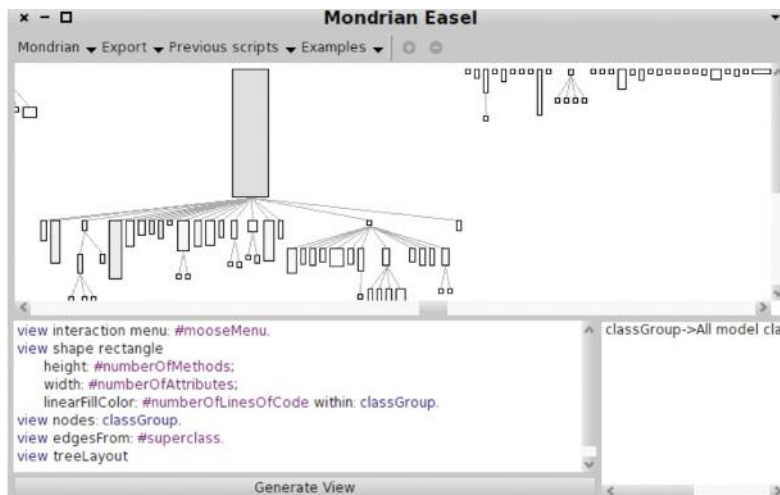 Mondrian Easel
Mondrian Export Previous scripts Examples
view interaction menu: #mooseMenu.
view shape rectangle
height: #numberOfMethods;
width: #numberOfAttributes;
linearFillColor: #numberOfLinesOfCode within: classGroup.
view nodes: classGroup.
view edgesFrom: #superclass.
view treeLayout
classGroup->All model cla
Generate View